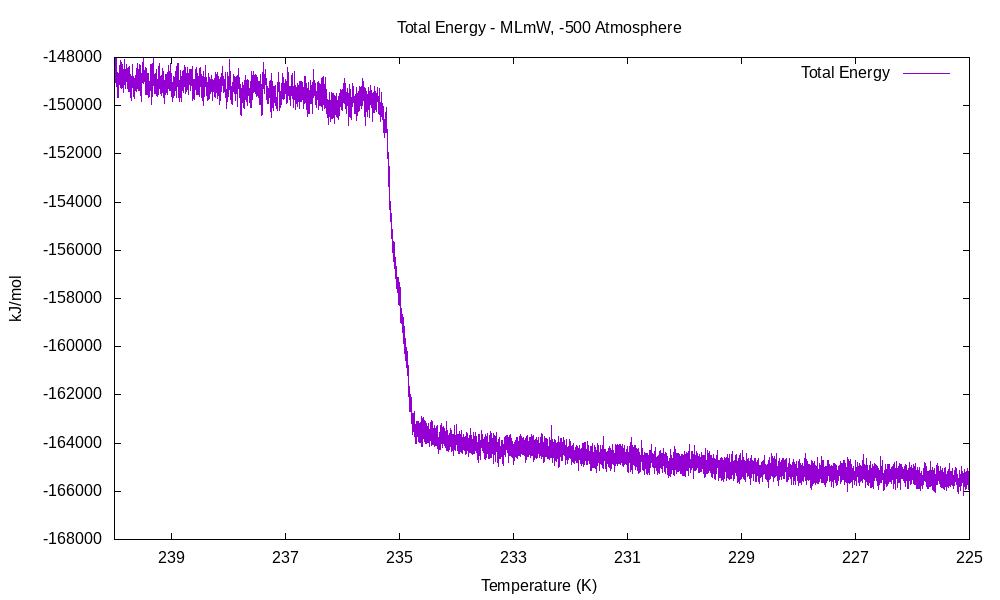 Total Energy - MLmW, -500 Atmosphere
Total Energy
-148000
-150000
-152000
-154000
-156000
-158000
-160000
-162000
-164000
-166000
-168000
kJ/mol
239 237 235 233 231 229 227 225
Temperature (K)